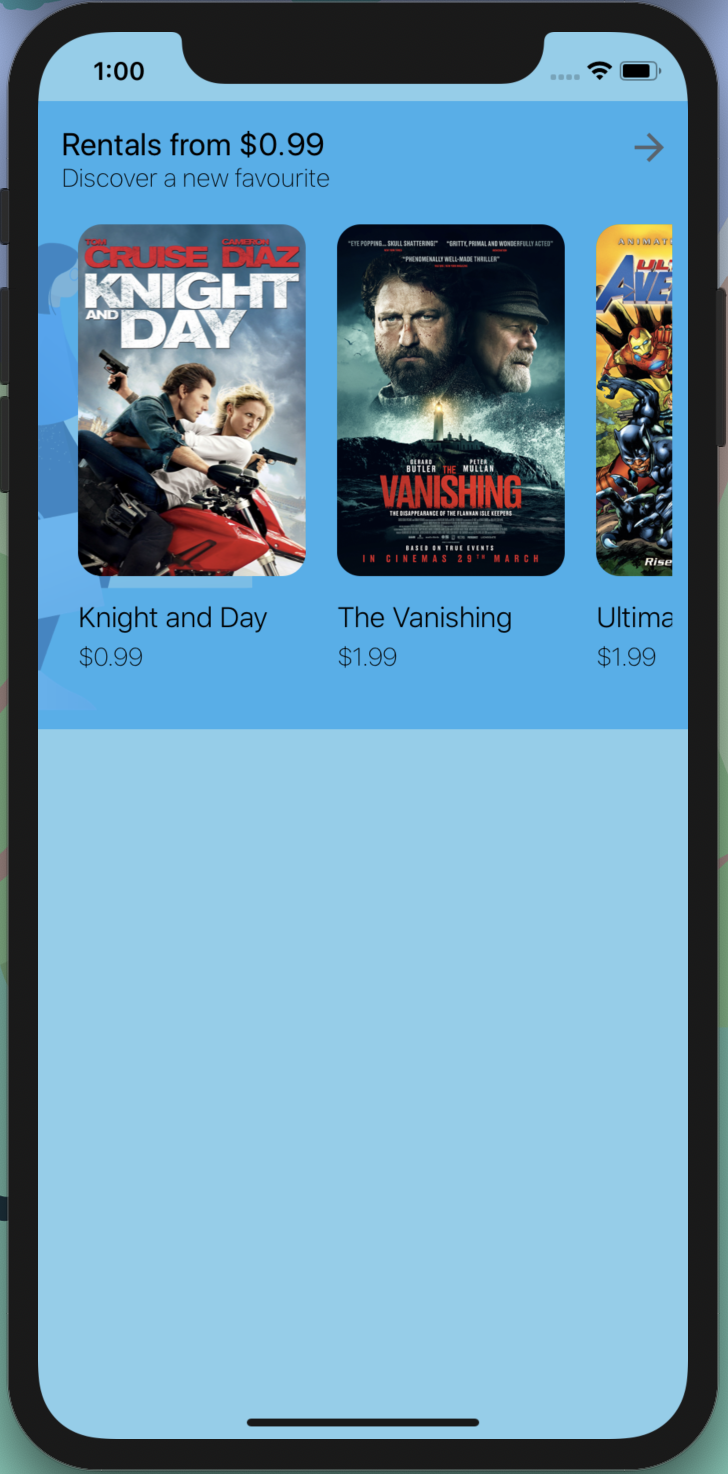 1:00
Rentals from $0.99
Discover a new favourite
TOM CAMERON
CRUISE DIAZ
KNIGHT
AND DAY
"EYE POPPING... SKULL SHATTERING!" "GRITTY, PRIMAL AND WONDERFULLY ACTED"
"PHENOMENALLY WELL-MADE THRILLER"
GERARD BUTLER PETER MULLAN
THE
VANISHING
THE DISAPPEARANCE OF THE FLANNAN ISLE KEEPERS
BASED ON TRUE EVENTS
IN CINEMAS 29TH MARCH
ANIMAT
UL
AVE
Rise
Knight and Day
The Vanishing
Ultima
$0.99
$1.99
$1.99